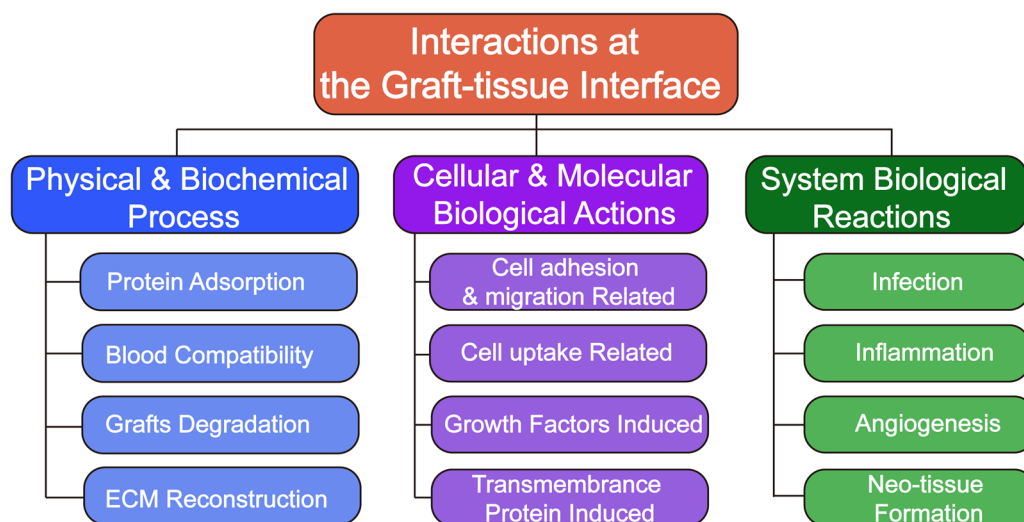 Interactions at
the Graft-tissue Interface
Physical & Biochemical
Process
Protein Adsorption
Blood Compatibility
Grafts Degradation
ECM Reconstruction
Cellular & Molecular
Biological Actions
Cell adhesion
& migration Related
Cell uptake Related
Growth Factors Induced
Transmembrance
Protein Induced
System Biological
Reactions
Infection
Inflammation
Angiogenesis
Neo-tissue
Formation